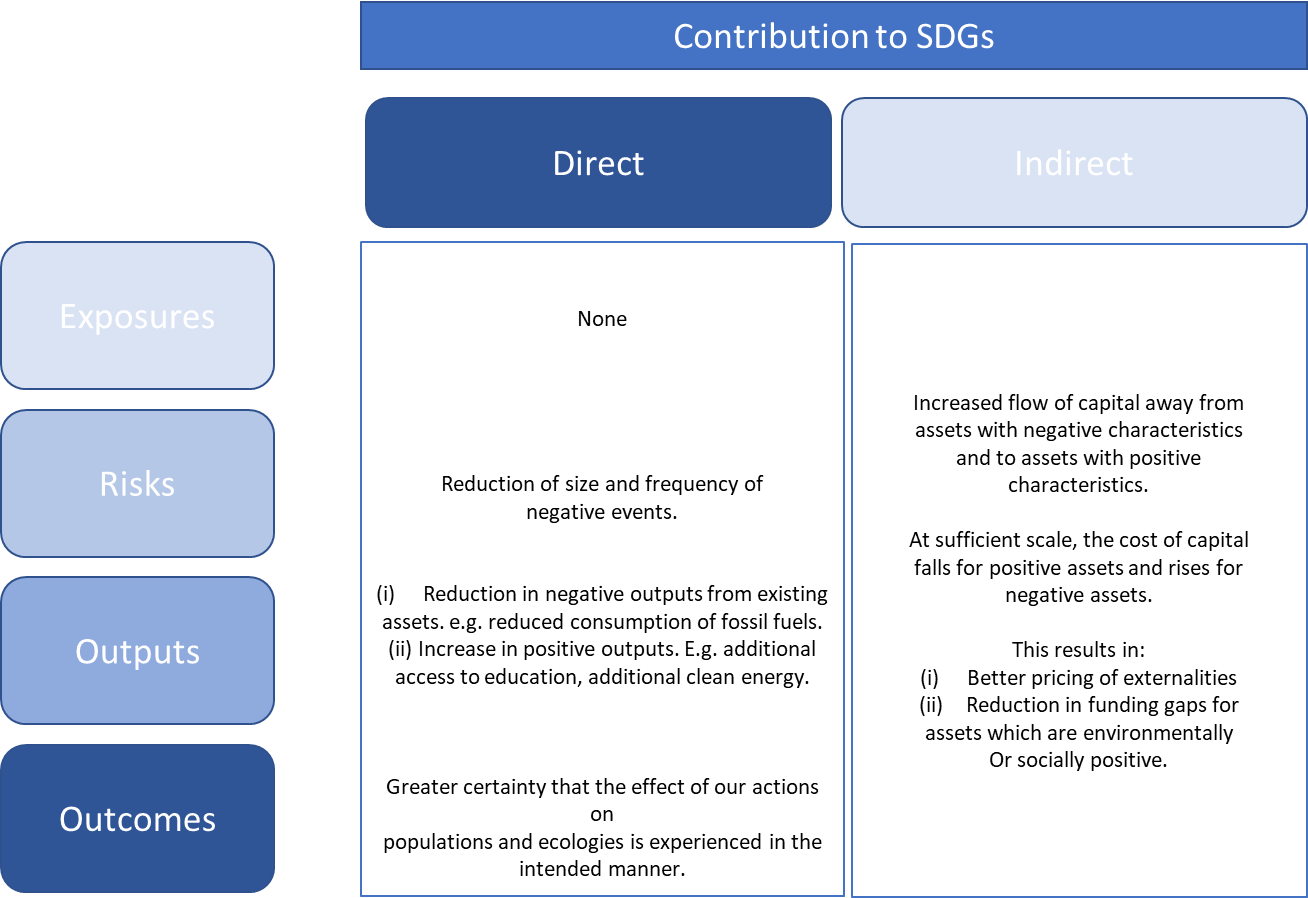 Contribution to SDGs
Direct
Indirect
Exposures
None
Risks
Reduction of size and frequency of
negative events.
Outputs
(i) Reduction in negative outputs from existing
assets. e.g. reduced consumption of fossil fuels.
(ii) Increase in positive outputs. E.g. additional
access to education, additional clean energy.
Outcomes
Greater certainty that the effect of our actions
on
populations and ecologies is experienced in the
intended manner.
Increased flow of capital away from
assets with negative characteristics
and to assets with positive
characteristics.
At sufficient scale, the cost of capital
falls for positive assets and rises for
negative assets.
This results in:
(i) Better pricing of externalities
(ii) Reduction in funding gaps for
assets which are environmentally
Or socially positive.